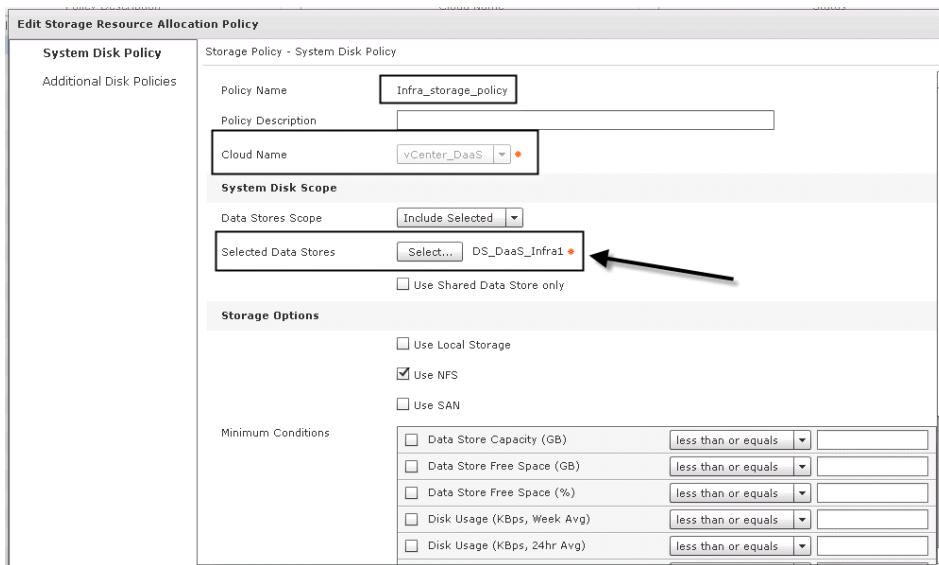 Policy Description Cloud Name Status
Edit Storage Resource Allocation Policy
System Disk Policy
Additional Disk Policies
Storage Policy - System Disk Policy
Policy Name Infra_storage_policy
Policy Description
Cloud Name vCenter_DaaS *
System Disk Scope
Data Stores Scope Include Selected
Selected Data Stores Select... DS_DaaS_Infra1 *
Use Shared Data Store only
Storage Options
Use Local Storage
Use NFS
Use SAN
Minimum Conditions
Data Store Capacity (GB) less than or equals
Data Store Free Space (GB) less than or equals
Data Store Free Space (%) less than or equals
Disk Usage (KBps, Week Avg) less than or equals
Disk Usage (KBps, 24hr Avg) less than or equals